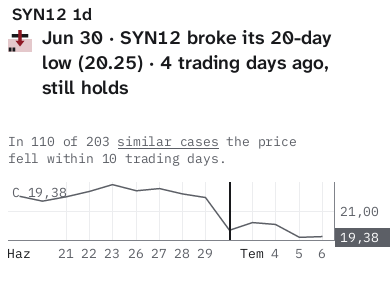 SYN12 1d
Jun 30 · SYN12 broke its 20-day
low (20.25) · 4 trading days ago,
still holds
In 110 of 203 similar cases the price
fell within 10 trading days.
C 19,38
21,00
19,38
Haz 21 22 23 26 27 28 29 Tem 4 5 6